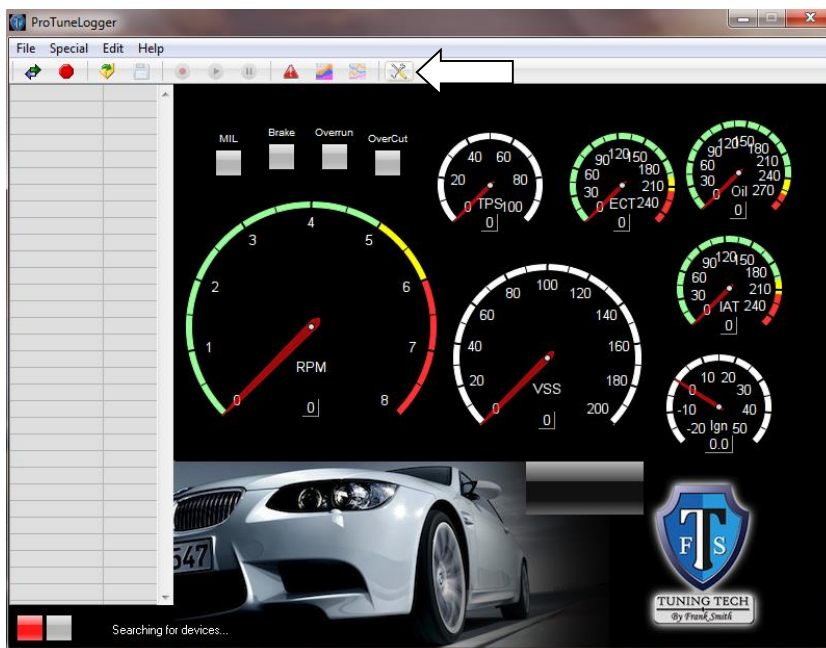 ProTuneLogger
File Special Edit Help
MIL Brake Overrun OverCut
0 20 40 60 80 100
TPS
0
0 30 60 90 120 150 180 210 240
ECT
0
0 30 60 90 120 150 180 210 240 270
Oil
0
0 1 2 3 4 5 6 7 8
RPM
0
0 20 40 60 80 100 120 140 160 180 200
VSS
0
0 30 60 90 120 150 180 210 240
IAT
0
-20 -10 0 10 20 30 40 50
Ign
0.0
547
T
F S
TUNING TECH
By Frank Smith
Searching for devices...